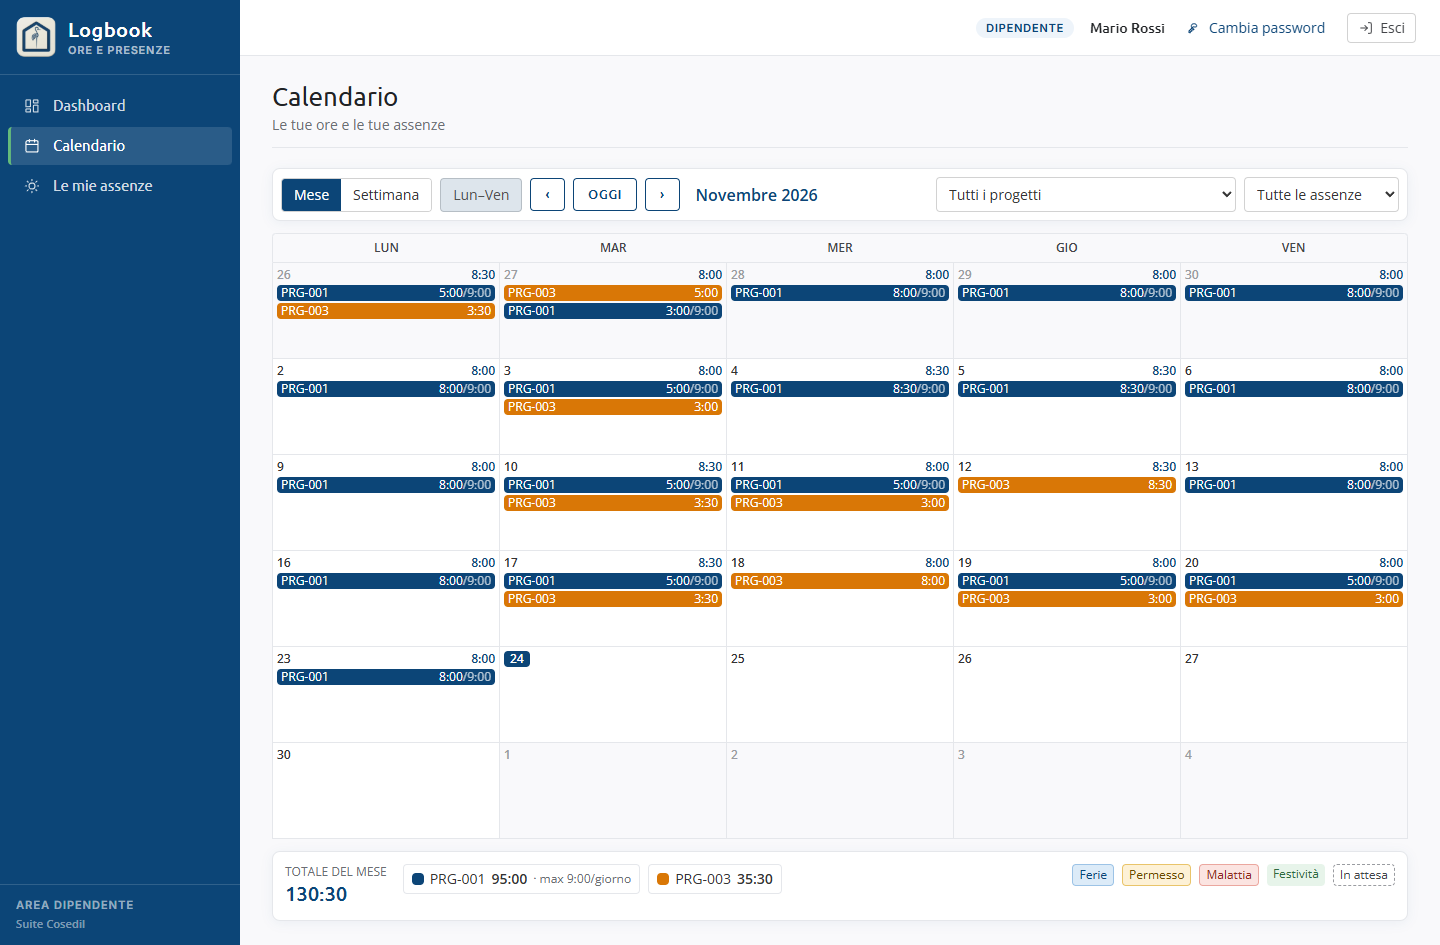 Logbook
ORE E PRESENZE
DIPENDENTE Mario Rossi Cambia password Esci
Dashboard
Calendario
Le mie assenze
Calendario
Le tue ore e le tue assenze
Mese Settimana Lun–Ven ‹ OGGI › Novembre 2026 Tutti i progetti Tutte le assenze
LUN MAR MER GIO VEN
26 8:30 27 8:00 28 8:00 29 8:00 30 8:00
PRG-001 5:00/9:00 PRG-003 5:00 PRG-001 8:00/9:00 PRG-001 8:00/9:00 PRG-001 8:00/9:00
PRG-003 3:30 PRG-001 3:00/9:00
2 8:00 3 8:00 4 8:30 5 8:30 6 8:00
PRG-001 8:00/9:00 PRG-001 5:00/9:00 PRG-001 8:30/9:00 PRG-001 8:30/9:00 PRG-001 8:00/9:00
PRG-003 3:00
9 8:00 10 8:30 11 8:00 12 8:30 13 8:00
PRG-001 8:00/9:00 PRG-001 5:00/9:00 PRG-001 5:00/9:00 PRG-003 8:30 PRG-001 8:00/9:00
PRG-003 3:30 PRG-003 3:00
16 8:00 17 8:30 18 8:00 19 8:00 20 8:00
PRG-001 8:00/9:00 PRG-001 5:00/9:00 PRG-003 8:00 PRG-001 5:00/9:00 PRG-001 5:00/9:00
PRG-003 3:30 PRG-003 3:00 PRG-003 3:00
23 8:00 24 25 26 27
PRG-001 8:00/9:00
30 1 2 3 4
TOTALE DEL MESE
130:30
PRG-001 95:00 · max 9:00/giorno PRG-003 35:30
Ferie Permesso Malattia Festività In attesa
AREA DIPENDENTE
Suite Cosedil